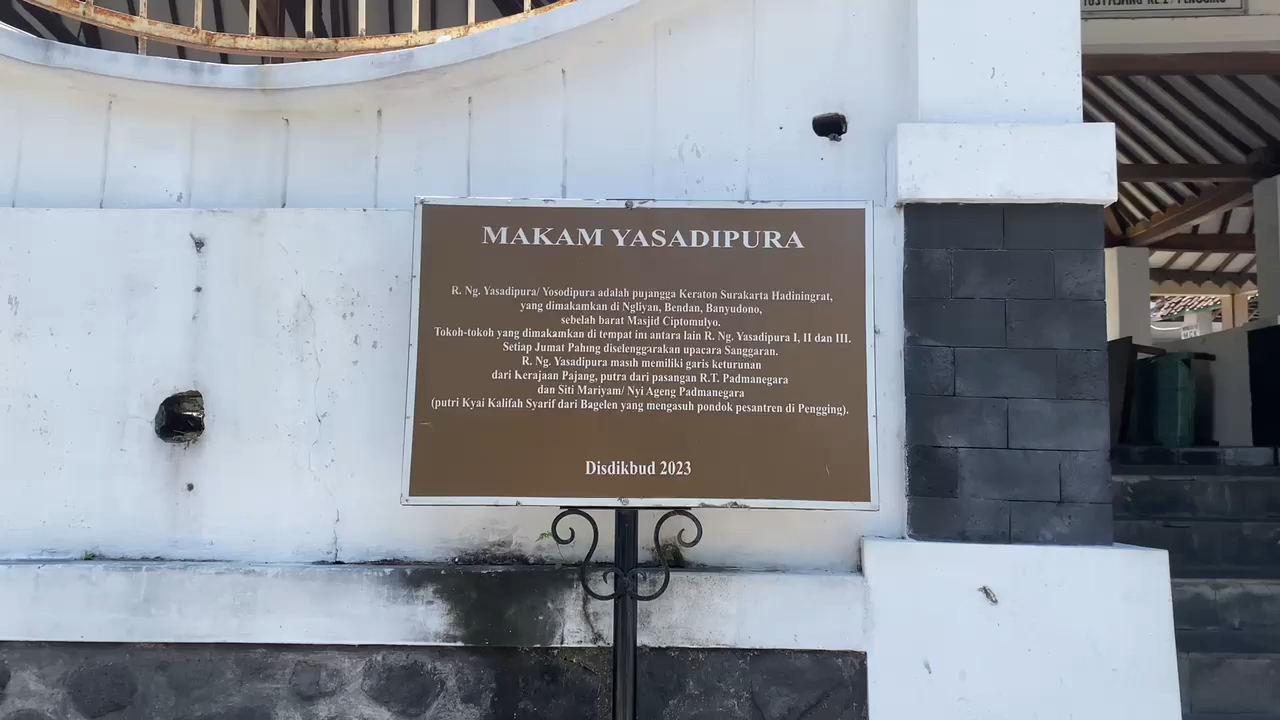 MAKAM YASADIPURA
R. Ng. Yasadipura/ Yosodipura adalah pujangga Keraton Surakarta Hadiningrat,
yang dimakamkan di Ngliyan, Bendan, Banyudono,
sebelah barat Masjid Ciptomulyo.
Tokoh-tokoh yang dimakamkan di tempat ini antara lain R. Ng. Yasadipura I, II dan III.
Setiap Jumat Pahing diselenggarakan upacara Sanggaran.
R. Ng. Yasadipura masih memiliki garis keturunan
dari Kerajaan Pajang, putra dari pasangan R.T. Padmanegara
dan Siti Mariyam/ Nyi Ageng Padmanegara
(putri Kyai Kalifah Syarif dari Bagelen yang mengasuh pondok pesantren di Pengging).
Disdikbud 2023